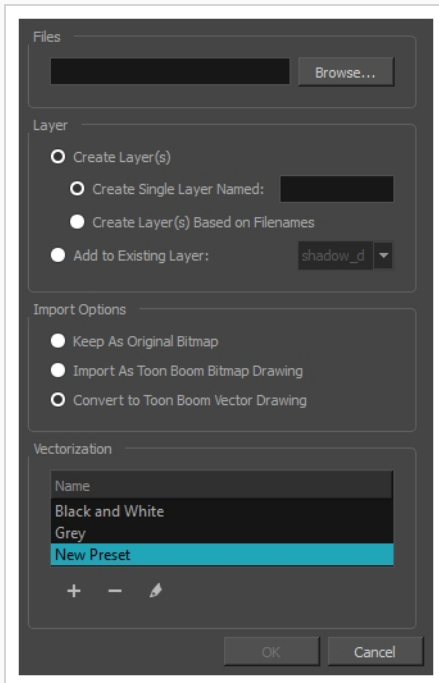 Files
Browse...
Layer
Create Layer(s)
Create Single Layer Named:
Create Layer(s) Based on Filenames
Add to Existing Layer: shadow_d
Import Options
Keep As Original Bitmap
Import As Toon Boom Bitmap Drawing
Convert to Toon Boom Vector Drawing
Vectorization
Name
Black and White
Grey
New Preset
OK Cancel